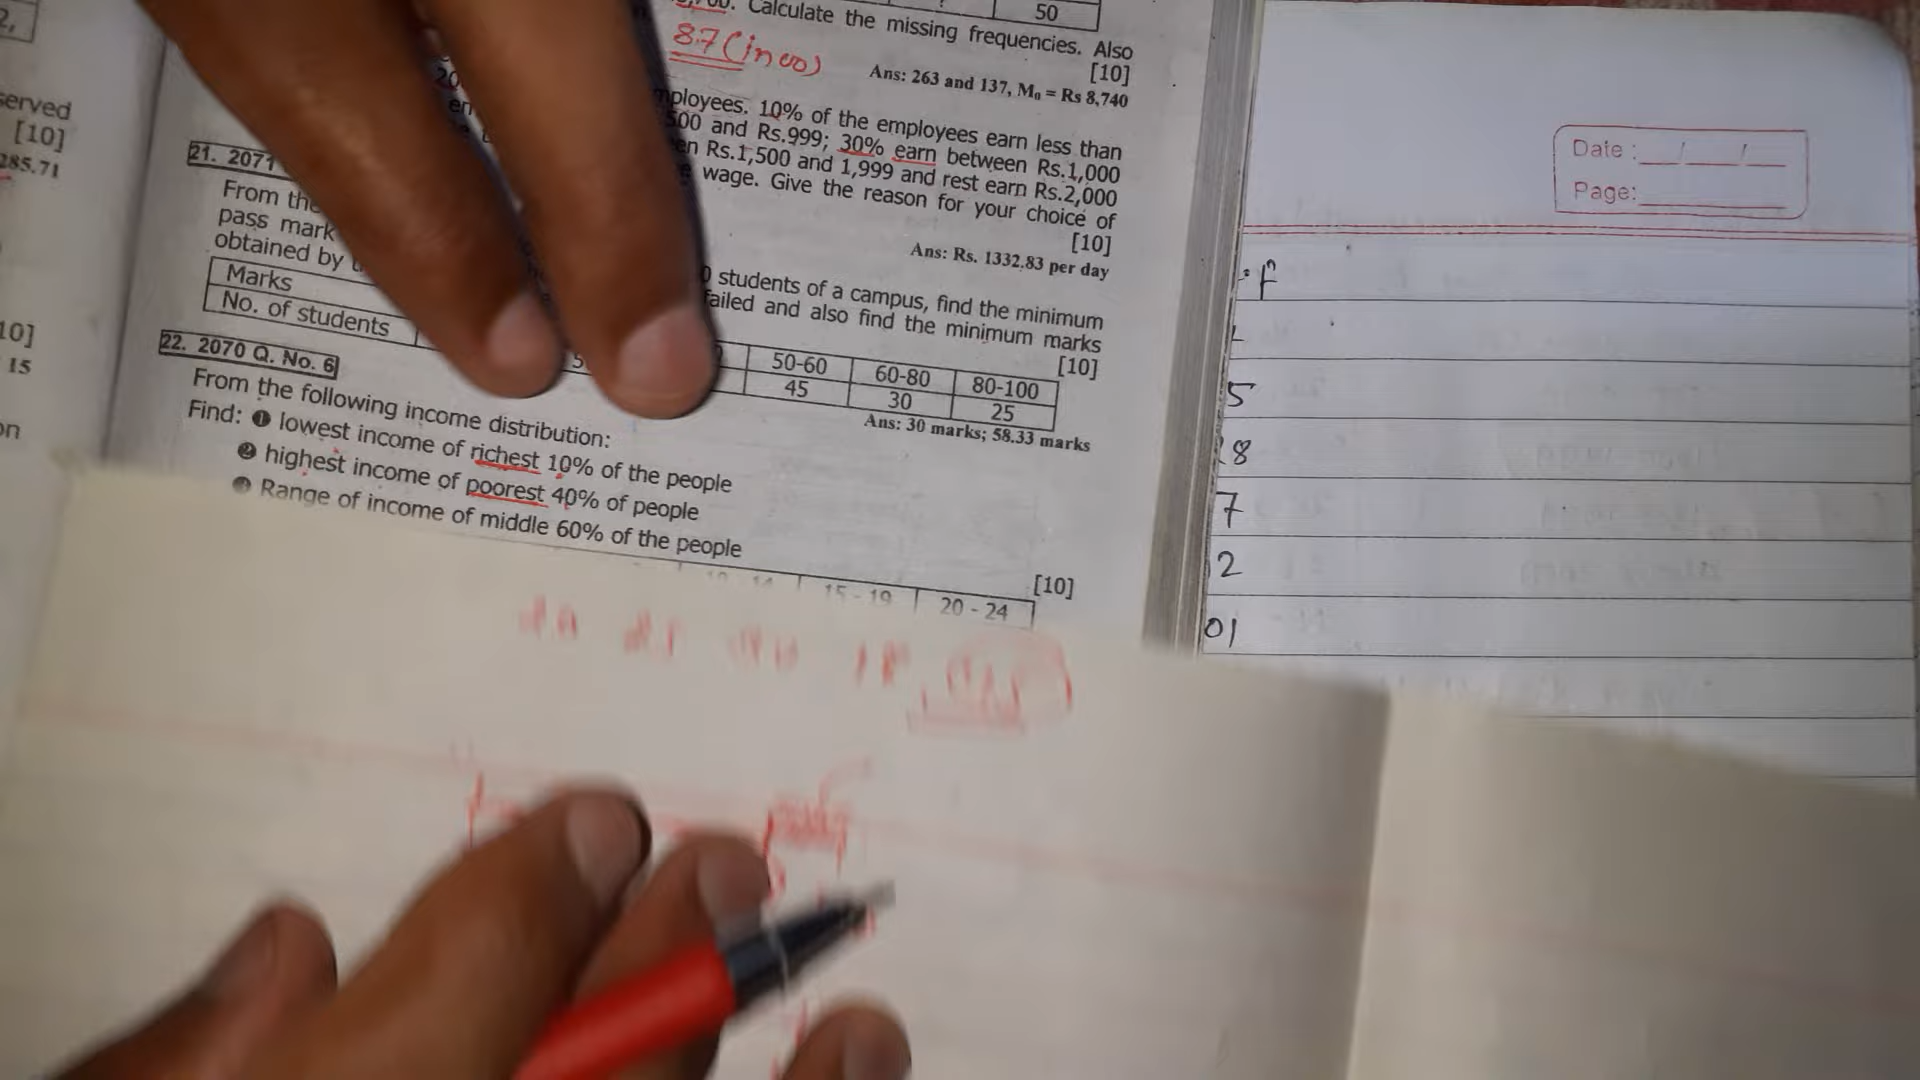 2,
served
[10]
285.71
10]
15
on
50
Calculate the missing frequencies. Also
[10]
87 (in 00)
Ans: 263 and 137, M₀ = Rs 8,740
mployees. 10% of the employees earn less than
500 and Rs.999; 30% earn between Rs.1,000
en Rs.1,500 and 1,999 and rest earn Rs.2,000
wage. Give the reason for your choice of
[10]
Ans: Rs. 1332.83 per day
21. 2071
From the
students of a campus, find the minimum
pass mark
failed and also find the minimum marks
obtained by
[10]
Marks 50-60 60-80 80-100
No. of students 45 30 25
Ans: 30 marks; 58.33 marks
22. 2070 Q. No. 6
From the following income distribution:
Find: ❶ lowest income of richest 10% of the people
❷ highest income of poorest 40% of people
❸ Range of income of middle 60% of the people
[10]
15 - 19 20 - 24
Date :__/__/__
Page:
5
8
7
2
01